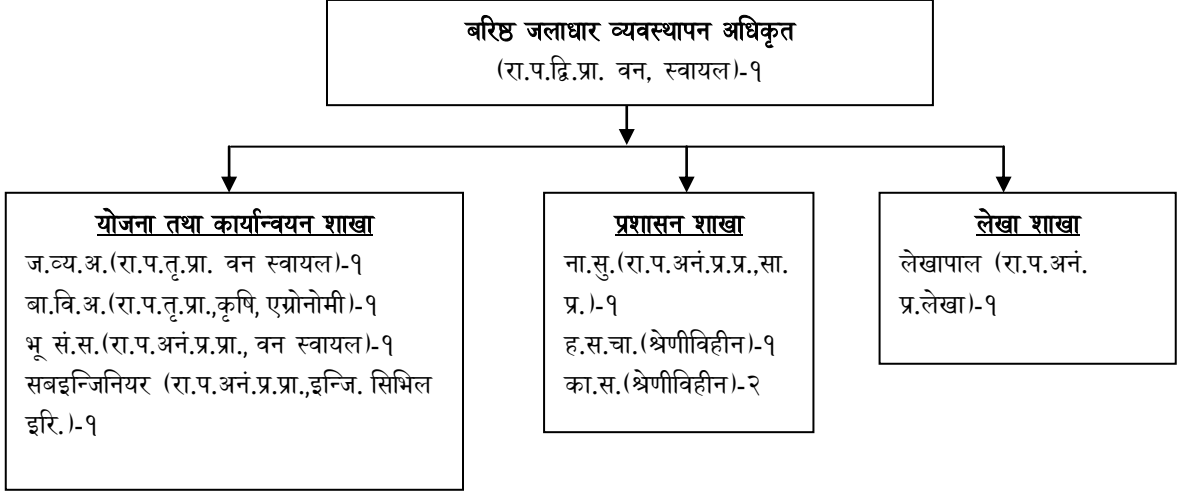 बरिष्ठ जलाधार व्यवस्थापन अधिकृत
(रा.प.द्वि.प्रा. वन, स्वायल)-१
योजना तथा कार्यान्वयन शाखा
ज.व्य.अ.(रा.प.तृ.प्रा. वन स्वायल)-१
बा.वि.अ.(रा.प.तृ.प्रा.,कृषि, एग्रोनोमी)-१
भू सं.स.(रा.प.अनं.प्र.प्रा., वन स्वायल)-१
सबइन्जिनियर (रा.प.अनं.प्र.प्रा.,इन्जि. सिभिल
इरि.)-१
प्रशासन शाखा
ना.सु.(रा.प.अनं.प्र.प्र.,सा.
प्र.)-१
ह.स.चा.(श्रेणीविहीन)-१
का.स.(श्रेणीविहीन)-२
लेखा शाखा
लेखापाल (रा.प.अनं.
प्र.लेखा)-१